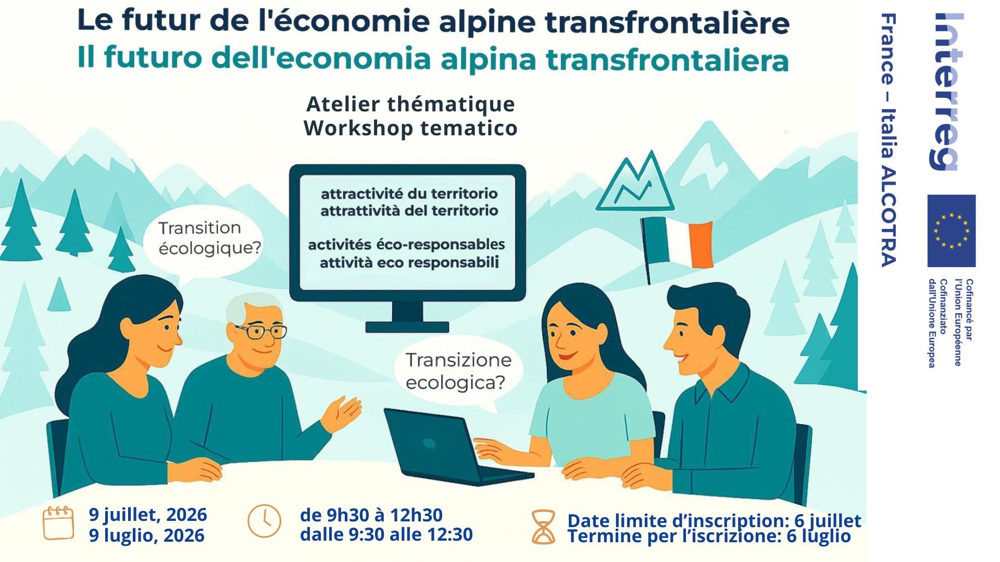 Le futur de l'économie alpine transfrontalière
Il futuro dell'economia alpina transfrontaliera
Atelier thématique
Workshop tematico
attractivité du territorio
attrattività del territorio
activités éco-responsables
attività eco responsabili
Transition
écologique?
Transizione
ecologica?
9 juillet, 2026
9 luglio, 2026
de 9h30 à 12h30
dalle 9:30 alle 12:30
Date limite d’inscription: 6 juillet
Termine per l’iscrizione: 6 luglio
Interreg
France – Italia ALCOTRA
Cofinancé par
l'Union Européenne
Cofinanziato
dall'Unione Europea